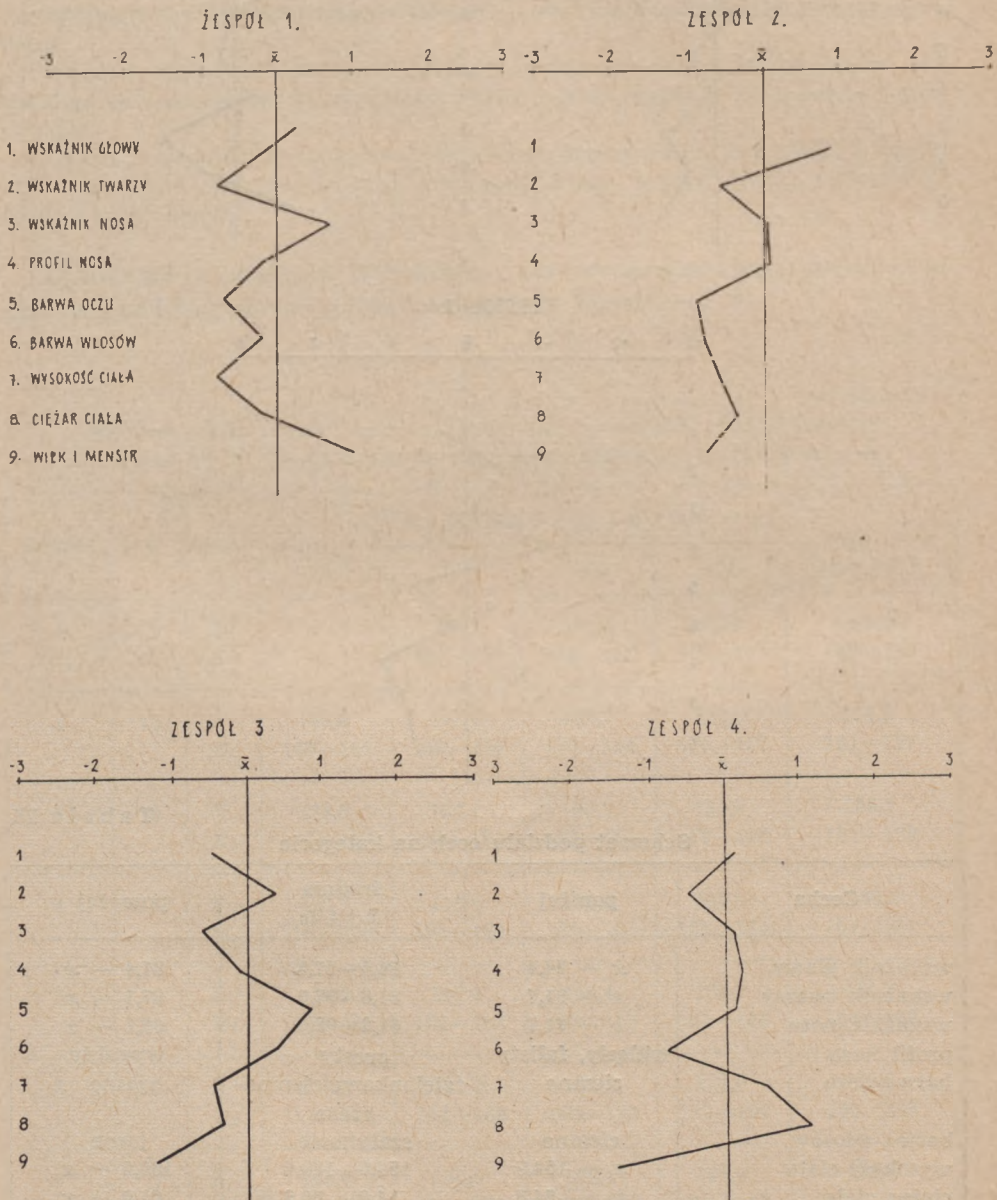 ŻESPÓŁ 1.
-3 -2 -1 x̄ 1 2 3
1. WSKAŹNIK GŁOWY
2. WSKAŹNIK TWARZY
3. WSKAŹNIK NOSA
4. PROFIL NOSA
5. BARWA OCZU
6. BARWA WŁOSÓW
7. WYSOKOŚĆ CIAŁA
8. CIĘŻAR CIAŁA
9. WIEK I MENSTR
ZESPÓŁ 2.
-3 -2 -1 x̄ 1 2 3
1
2
3
4
5
6
7
8
9
ZESPÓŁ 3
-3 -2 -1 x̄ 1 2 3
1
2
3
4
5
6
7
8
9
ZESPÓŁ 4.
3 -2 -1 x̄ 1 2 3
1
2
3
4
5
6
7
8
9